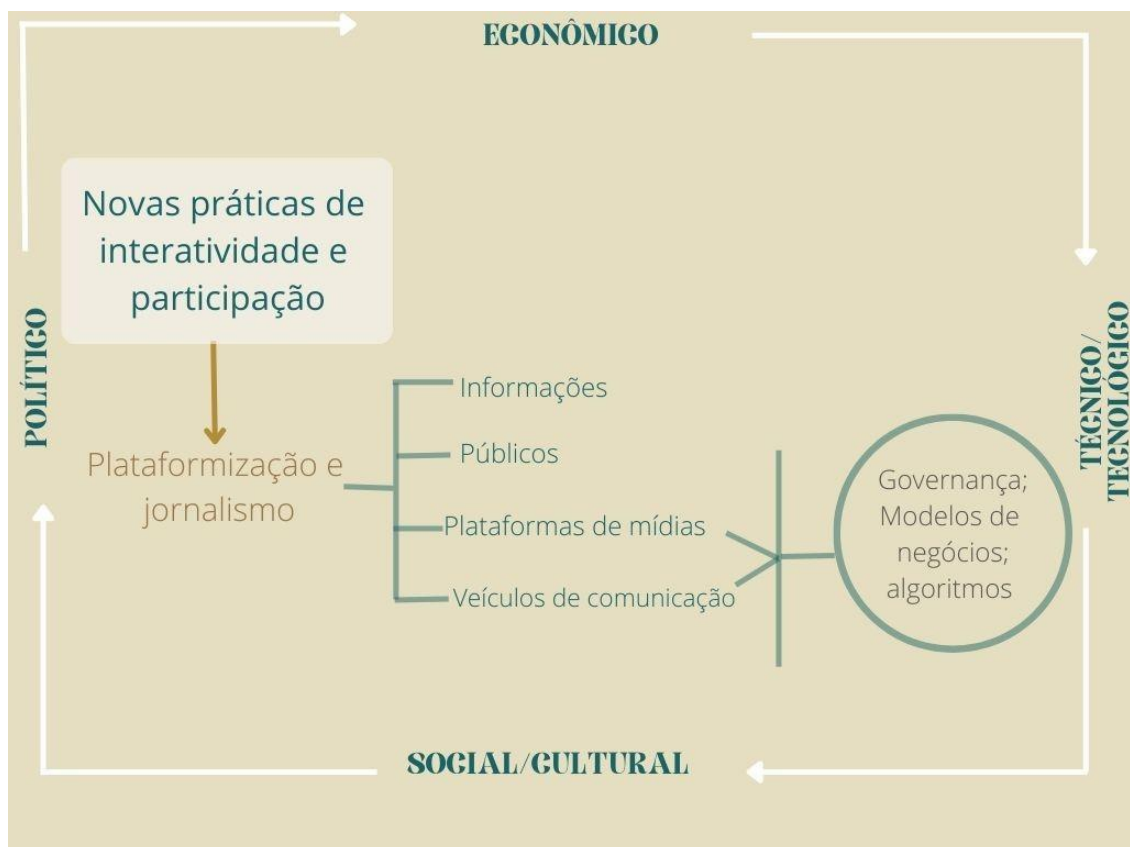 ECONÔMICO
Novas práticas de
interatividade e
participação
POLÍTICO
TÉCNICO/
TECNOLÓGICO
Informações
Públicos
Plataformização e
jornalismo
Plataformas de mídias
Veículos de comunicação
Governança;
Modelos de
negócios;
algoritmos
SOCIAL/CULTURAL